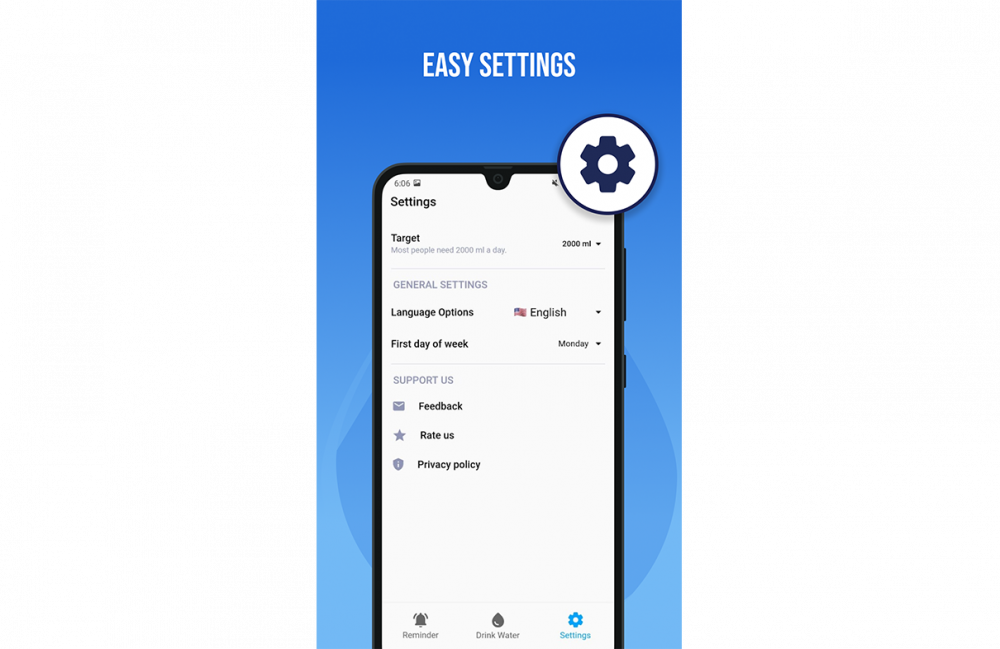 EASY SETTINGS
6:06
Settings
Target
2000 ml
Most people need 2000 ml a day.
GENERAL SETTINGS
Language Options
English
First day of week
Monday
SUPPORT US
Feedback
Rate us
Privacy policy
Reminder
Drink Water
Settings